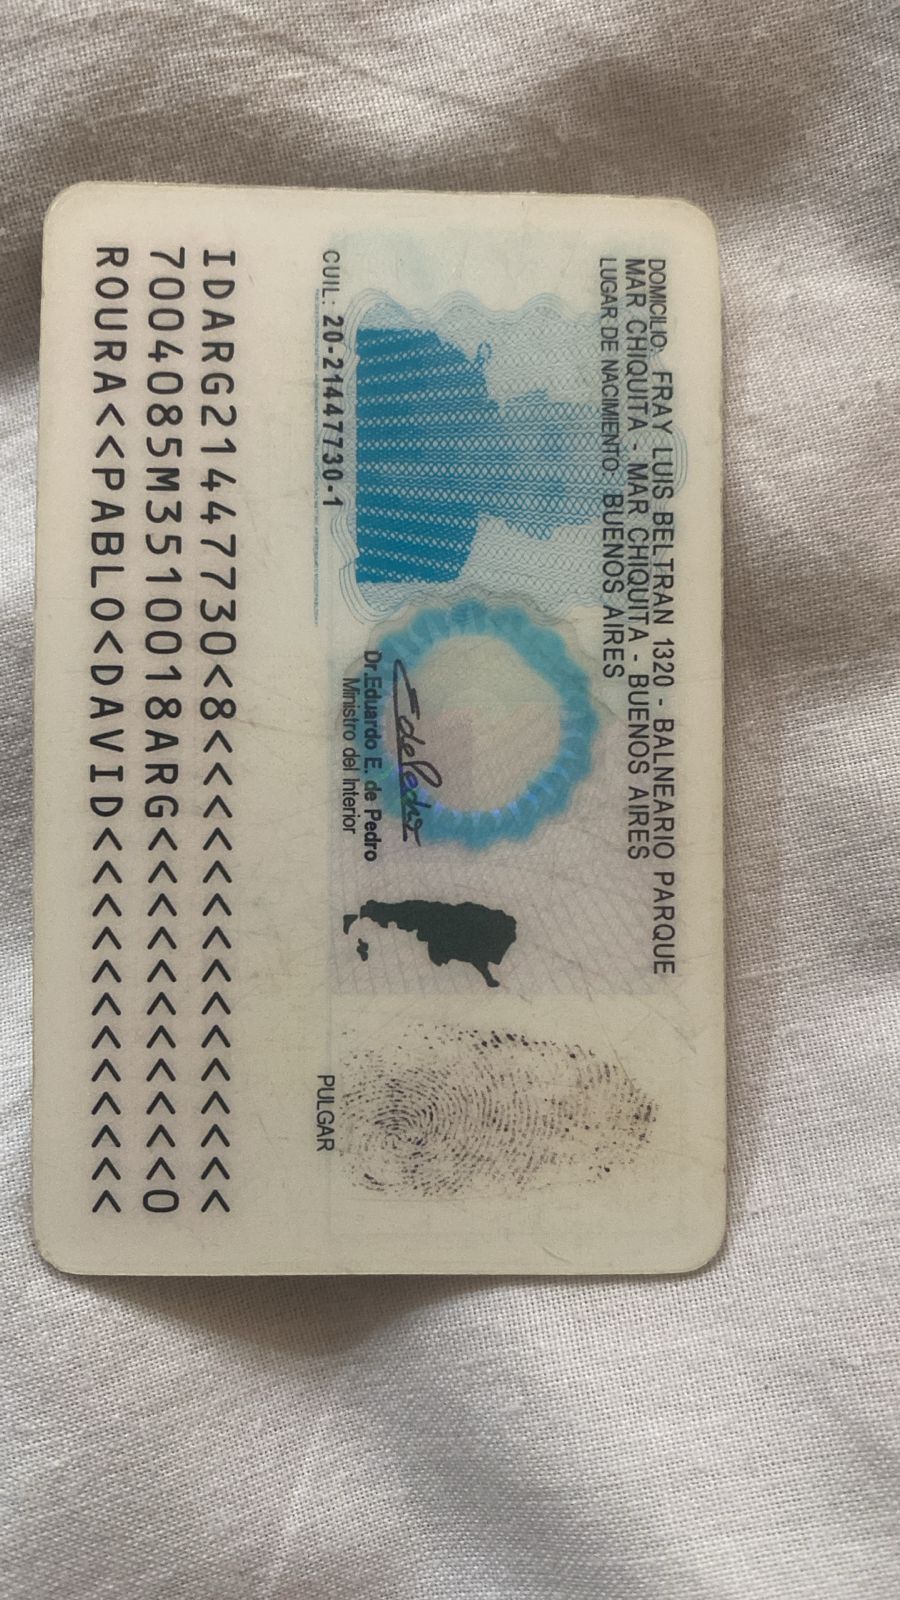 DOMICILIO: FRAY LUIS BELTRAN 1320 - BALNEARIO PARQUE
MAR CHIQUITA - MAR CHIQUITA - BUENOS AIRES
LUGAR DE NACIMIENTO: BUENOS AIRES
Dr.Eduardo E. de Pedro
Ministro del Interior
CUIL: 20-21447730-1
PULGAR
IDARG21447730<8<<<<<<<<<<<<<<<
7004085M3510018ARG<<<<<<<<<<<0
ROURA<<PABLO<DAVID<<<<<<<<<<<<